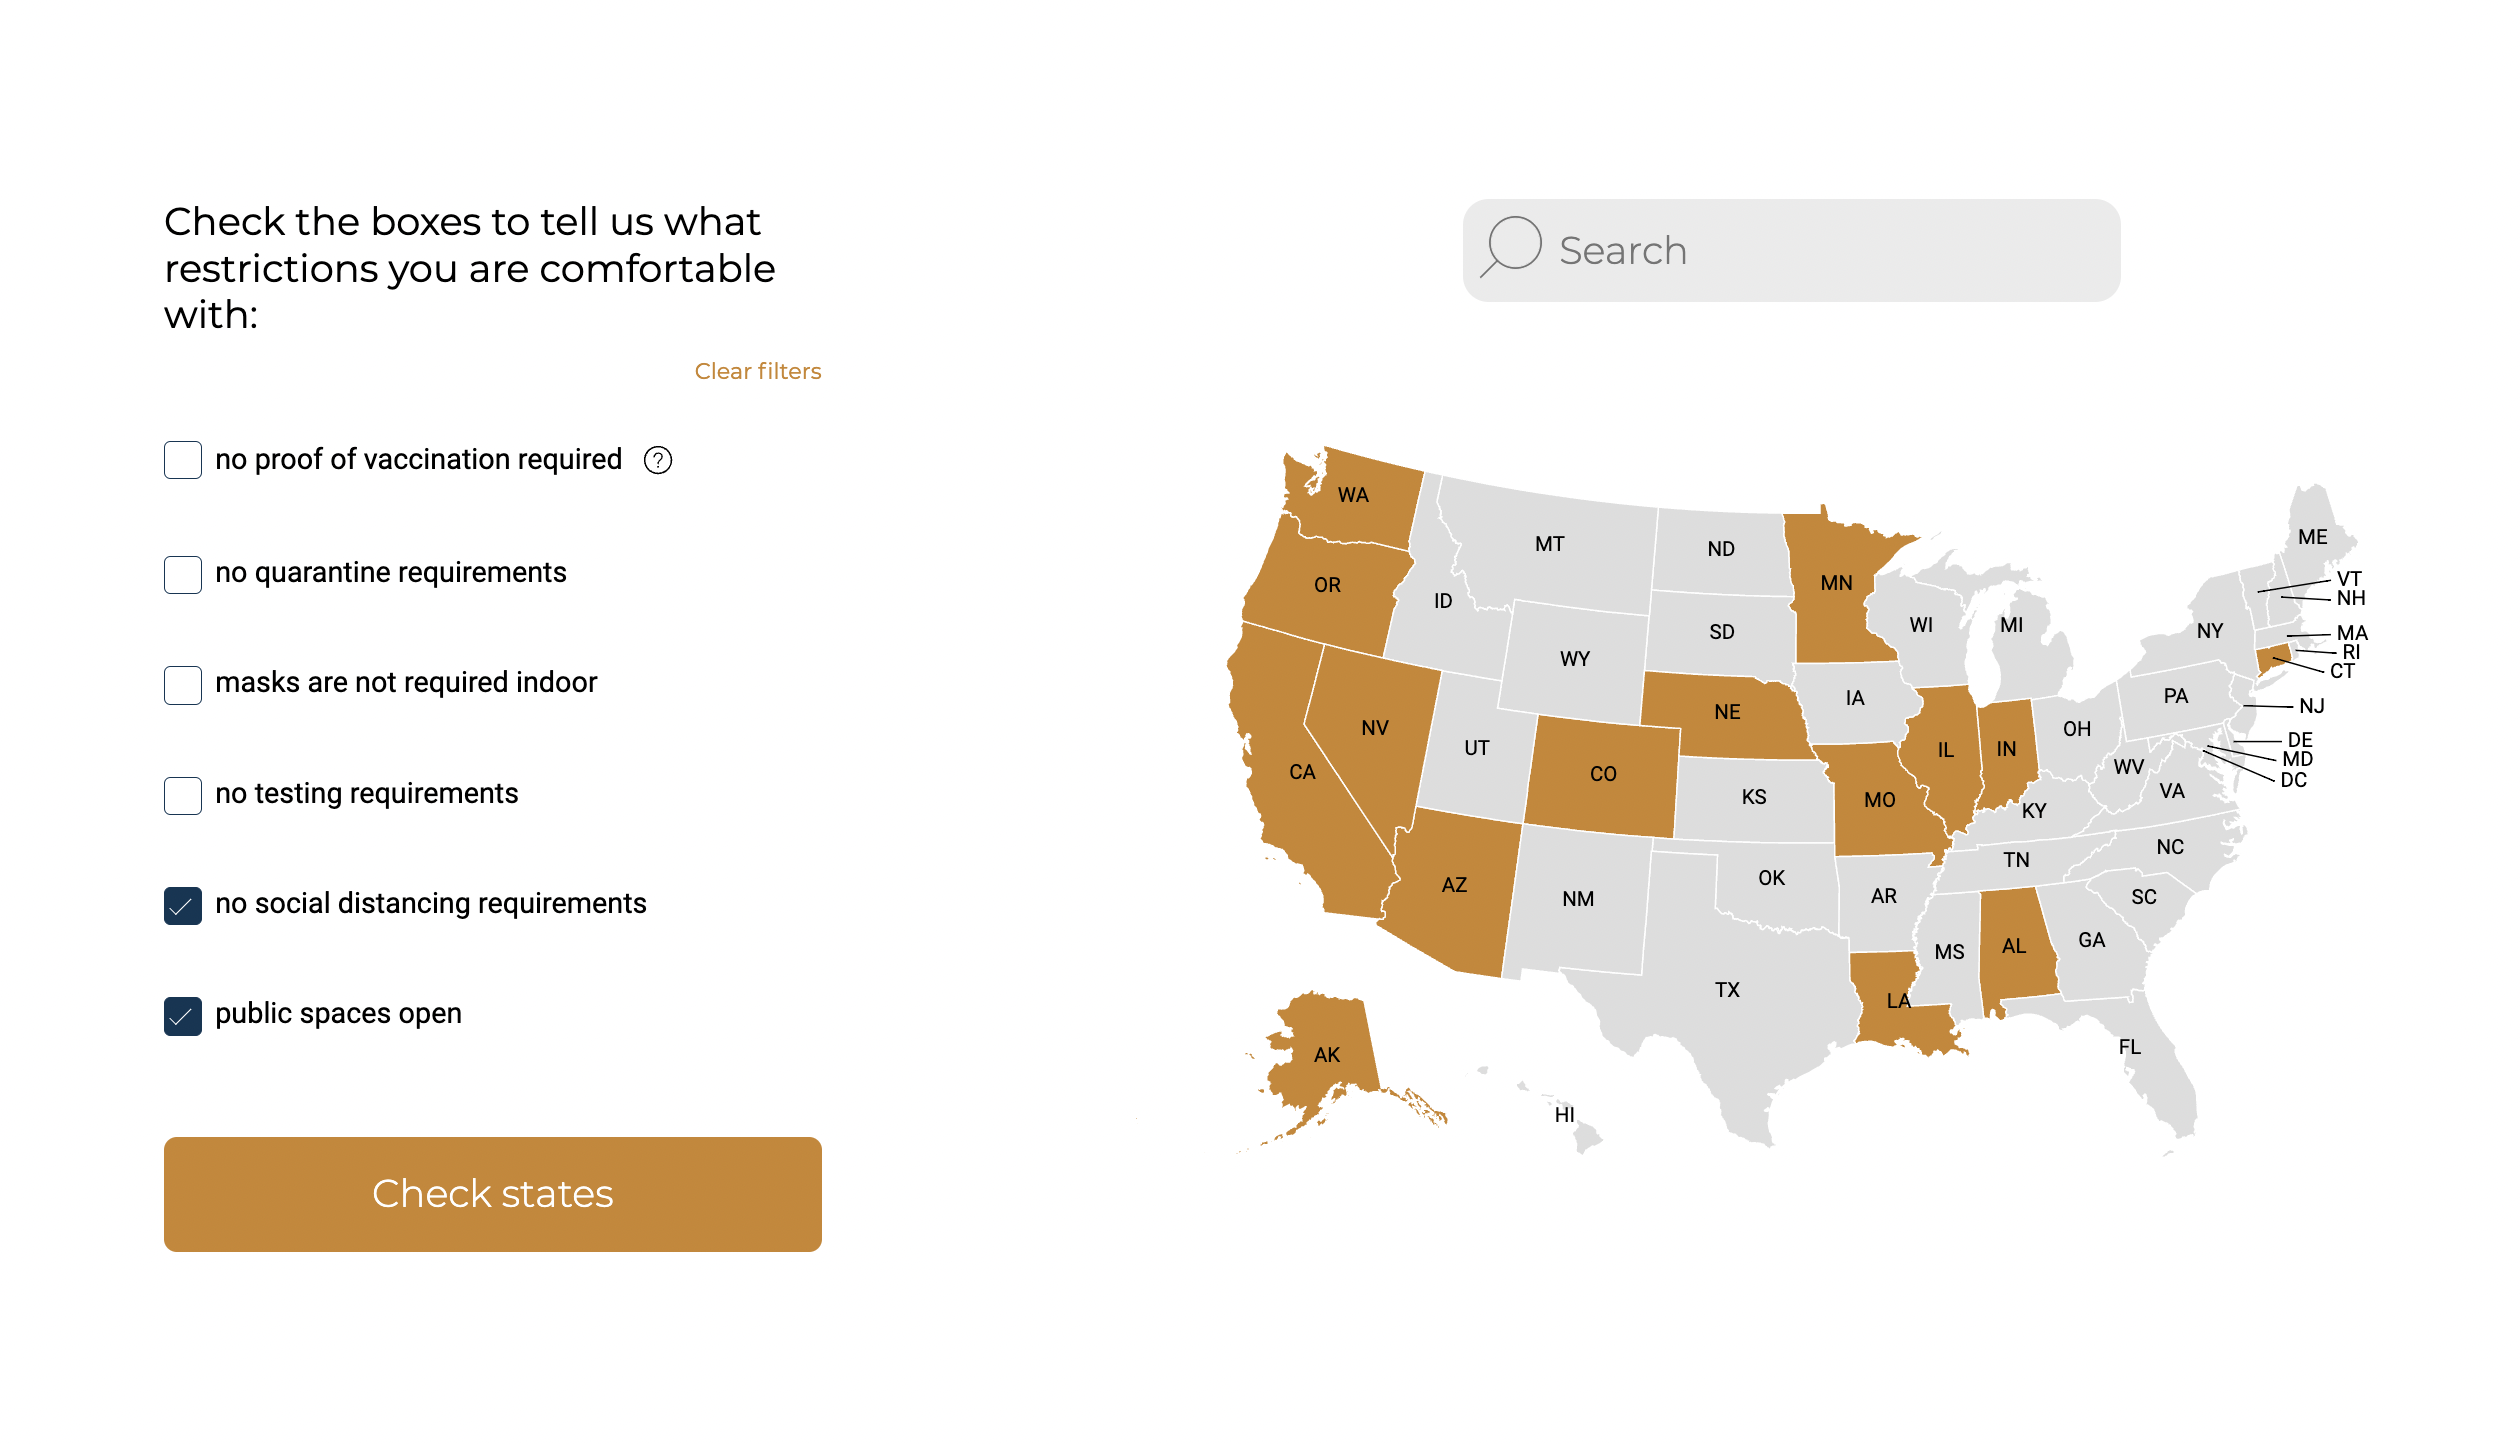 Check the boxes to tell us what
restrictions you are comfortable
with:
Clear filters
no proof of vaccination required ?
no quarantine requirements
masks are not required indoor
no testing requirements
no social distancing requirements
public spaces open
Check states
Search
WA
OR
CA
NV
ID
MT
WY
UT
AZ
CO
NM
ND
SD
NE
KS
OK
TX
MN
IA
MO
AR
LA
WI
IL
MI
IN
OH
KY
TN
MS
AL
GA
FL
SC
NC
VA
WV
PA
NY
ME
VT
NH
MA
RI
CT
NJ
DE
MD
DC
AK
HI